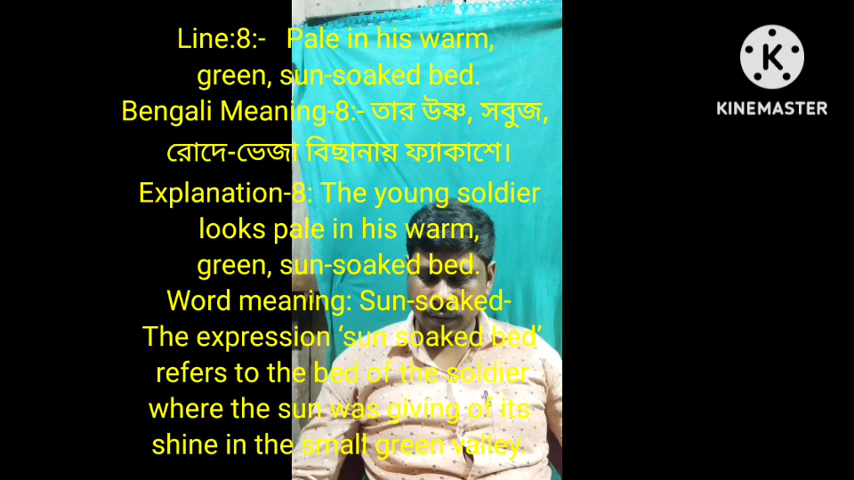 Line:8:- Pale in his warm,
green, sun-soaked bed.
Bengali Meaning-8:- তার উষ্ণ, সবুজ,
রোদে-ভেজা বিছানায় ফ্যাকাশে।
Explanation-8: The young soldier
looks pale in his warm,
green, sun-soaked bed.
Word meaning: Sun-soaked-
The expression ‘sun soaked bed’
refers to the bed of the soldier
where the sun was giving of its
shine in the small green valley.
KINEMASTER